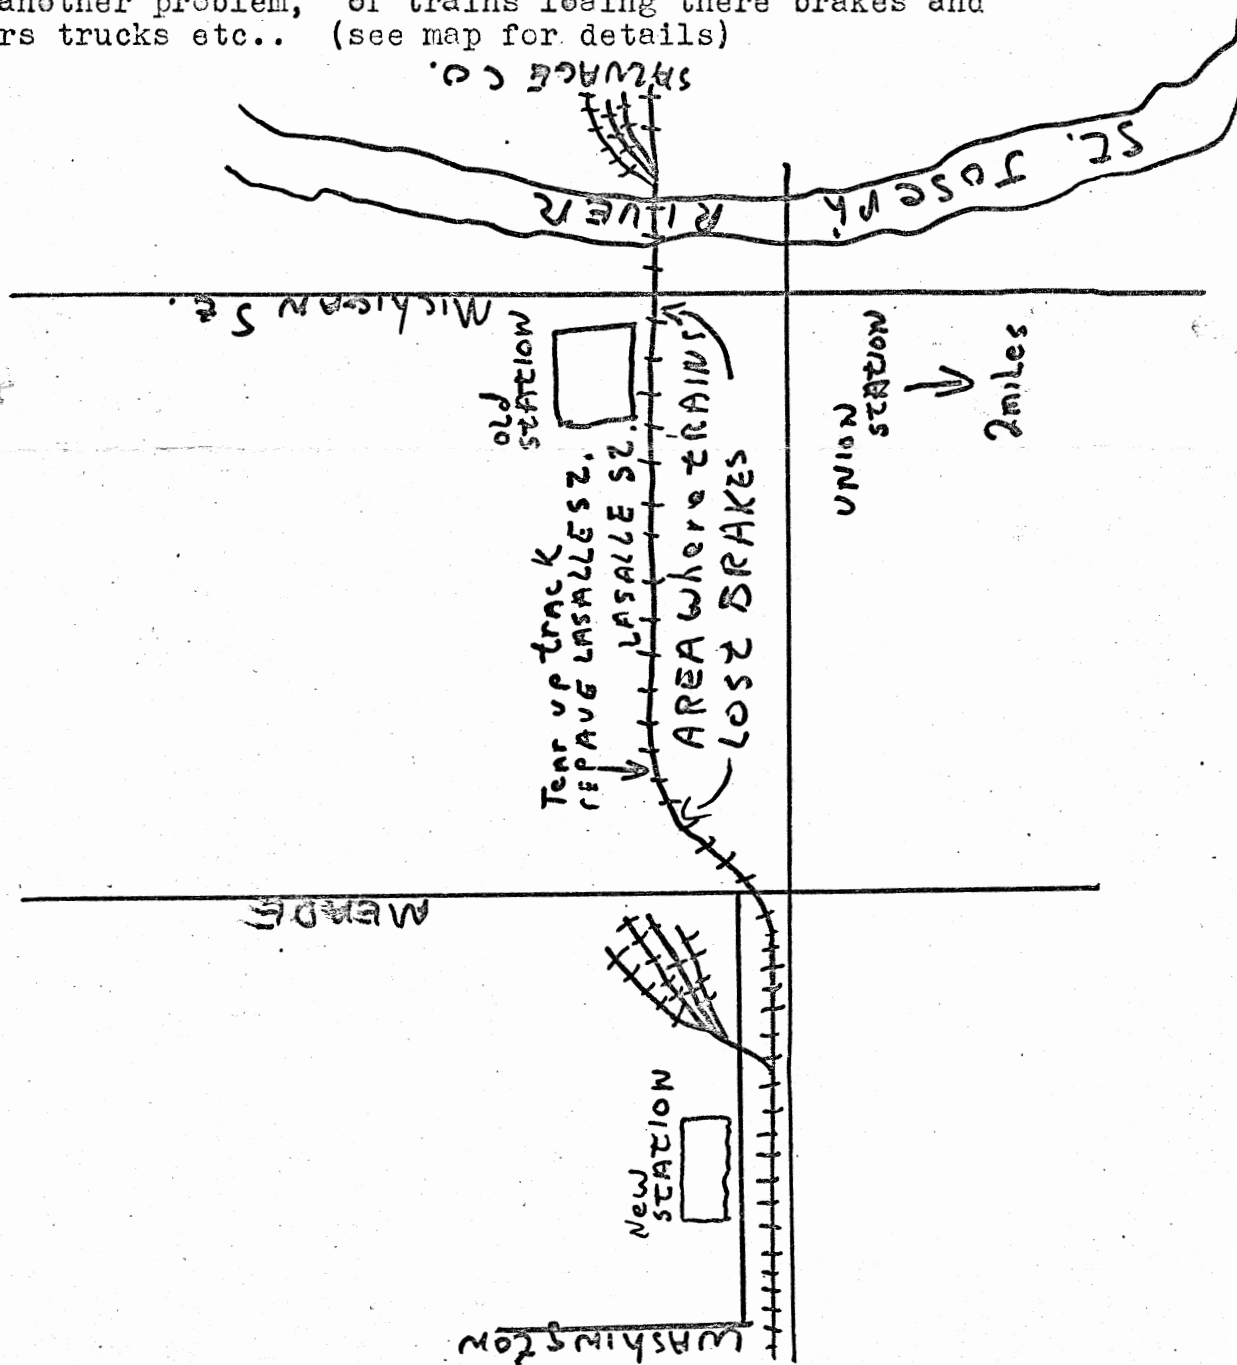 another problem, of trains losing there brakes and
rs trucks etc.. (see map for details)
SALVAGE CO.
ST. JOSEPH
RIVER
Michigan St.
OLD
STATION
UNION
STATION
2 miles
Tear up track
rEPAVE LASALLE ST.
LASALLE ST.
AREA Where tRAINS
LOST BRAKES
MEADE
New
STATION
WAShington